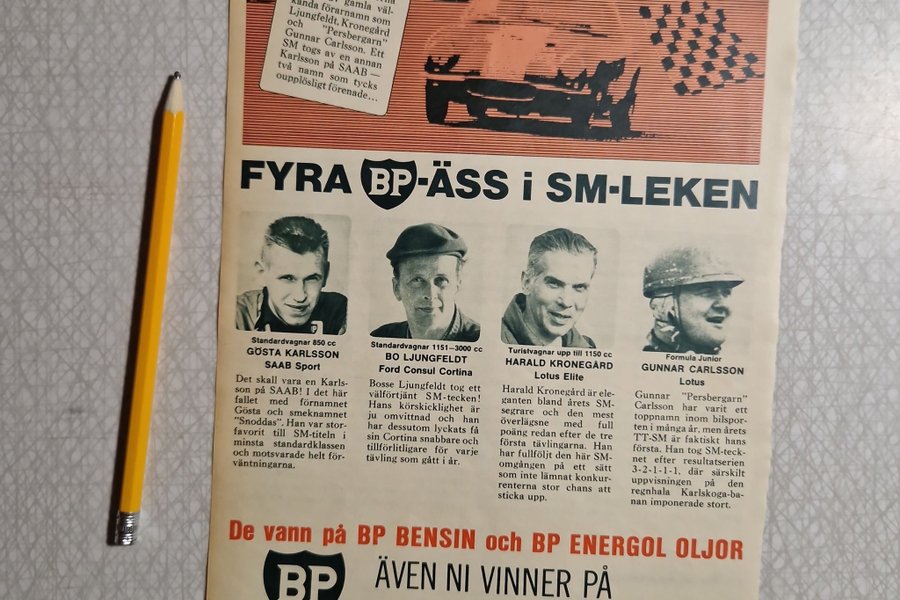 gamla väl-
kända förarnamn som
Ljungfeldt, Kronegård
och "Persbergarn"
Gunnar Carlsson. Ett
SM togs av en annan
Karlsson på SAAB —
två namn som tycks
oupplösligt förenade...
FYRA BP-ÄSS i SM-LEKEN
Standardvagnar 850 cc
GÖSTA KARLSSON
SAAB Sport
Det skall vara en Karls-
son på SAAB! I det här
fallet med förnamnet
Gösta och smeknamnet
"Snoddas". Han var stor-
favorit till SM-titeln i
minsta standardklassen
och motsvarade helt för-
väntningarna.
Standardvagnar 1151—3000 cc
BO LJUNGFELDT
Ford Consul Cortina
Bosse Ljungfeldt tog ett
välförtjänt SM-tecken!
Hans körskicklighet är
ju omvittnad och han
har dessutom lyckats få
sin Cortina snabbare och
tillförlitligare för varje
tävling som gått i år.
Turistvagnar upp till 1150 cc
HARALD KRONEGÅRD
Lotus Elite
Harald Kronegård är ele-
ganten bland årets SM-
segrare och den mest
överlägsne med full
poäng redan efter de tre
första tävlingarna. Han
har fullföljt den här SM-
omgången på ett sätt
som inte lämnat konkur-
renterna stor chans att
sticka upp.
Formula Junior
GUNNAR CARLSSON
Lotus
Gunnar "Persbergarn"
Carlsson har varit ett
toppnamn inom bilspor-
ten i många år, men årets
TT-SM är faktiskt hans
första. Han tog SM-teck-
net efter resultatserien
3-2-1-1-1, där särskilt
uppvisningen på den
regnhala Karlskoga-ba-
nan imponerade stort.
De vann på BP BENSIN och BP ENERGOL OLJOR
BP
ÄVEN NI VINNER PÅ